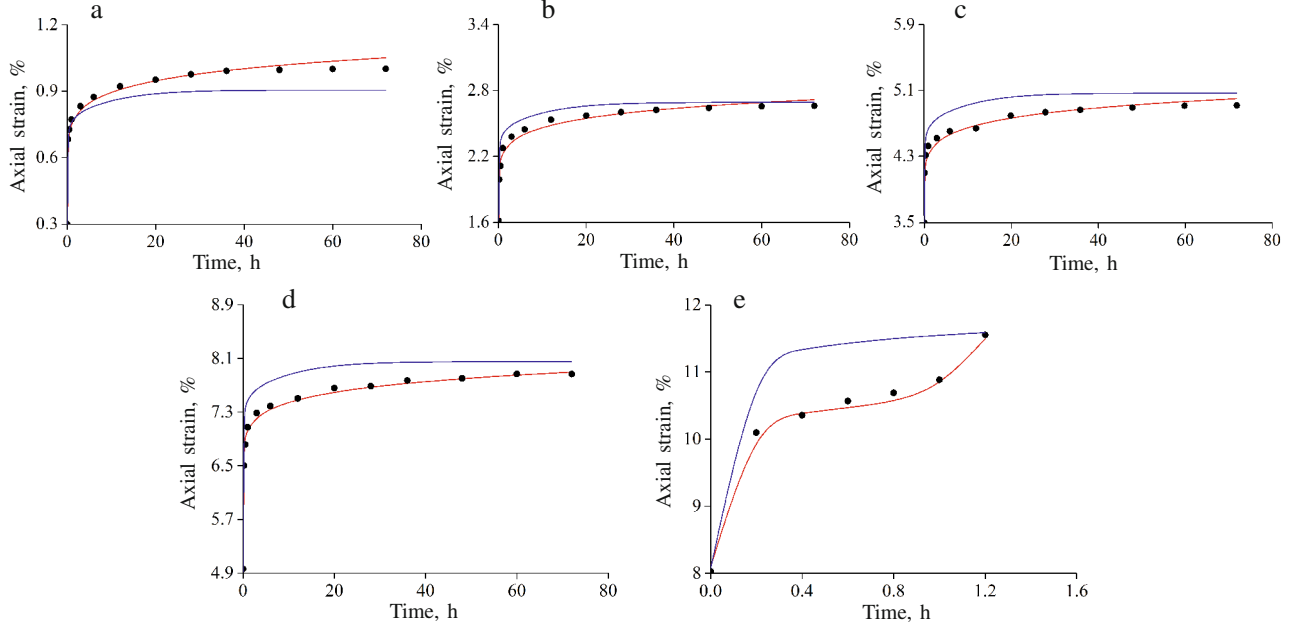 a
Axial strain, %
1.2
0.9
0.6
0.3
0 20 40 60 80
Time, h
b
Axial strain, %
3.4
2.8
2.2
1.6
0 20 40 60 80
Time, h
c
Axial strain, %
5.9
5.1
4.3
3.5
0 20 40 60 80
Time, h
d
Axial strain, %
8.9
8.1
7.3
6.5
5.7
4.9
0 20 40 60 80
Time, h
e
Axial strain, %
12
11
10
9
8
0.0 0.4 0.8 1.2 1.6
Time, h